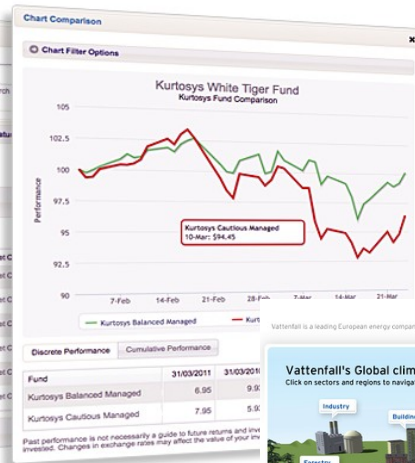 Chart Comparison
Chart Filter Options
Kurtosys White Tiger Fund
Kurtosys Fund Comparison
105
102.5
100
97.5
95
92.5
90
Performance
Kurtosys Cautious Managed
10-Mar: $94.45
7-Feb 14-Feb 21-Feb 28-Feb 7-Mar 14-Mar 21-Mar
Kurtosys Balanced Managed
Vattenfall is a leading European energy
Discrete Performance Cumulative Performance
Fund 31/03/2011
Kurtosys Balanced Managed 6.95
Kurtosys Cautious Managed 7.95
Past performance is not necessarily a guide to future returns and
invested. Changes in exchange rates may affect the value of your
Vattenfall's Global
Click on sectors and regions to
Industry
Forestry